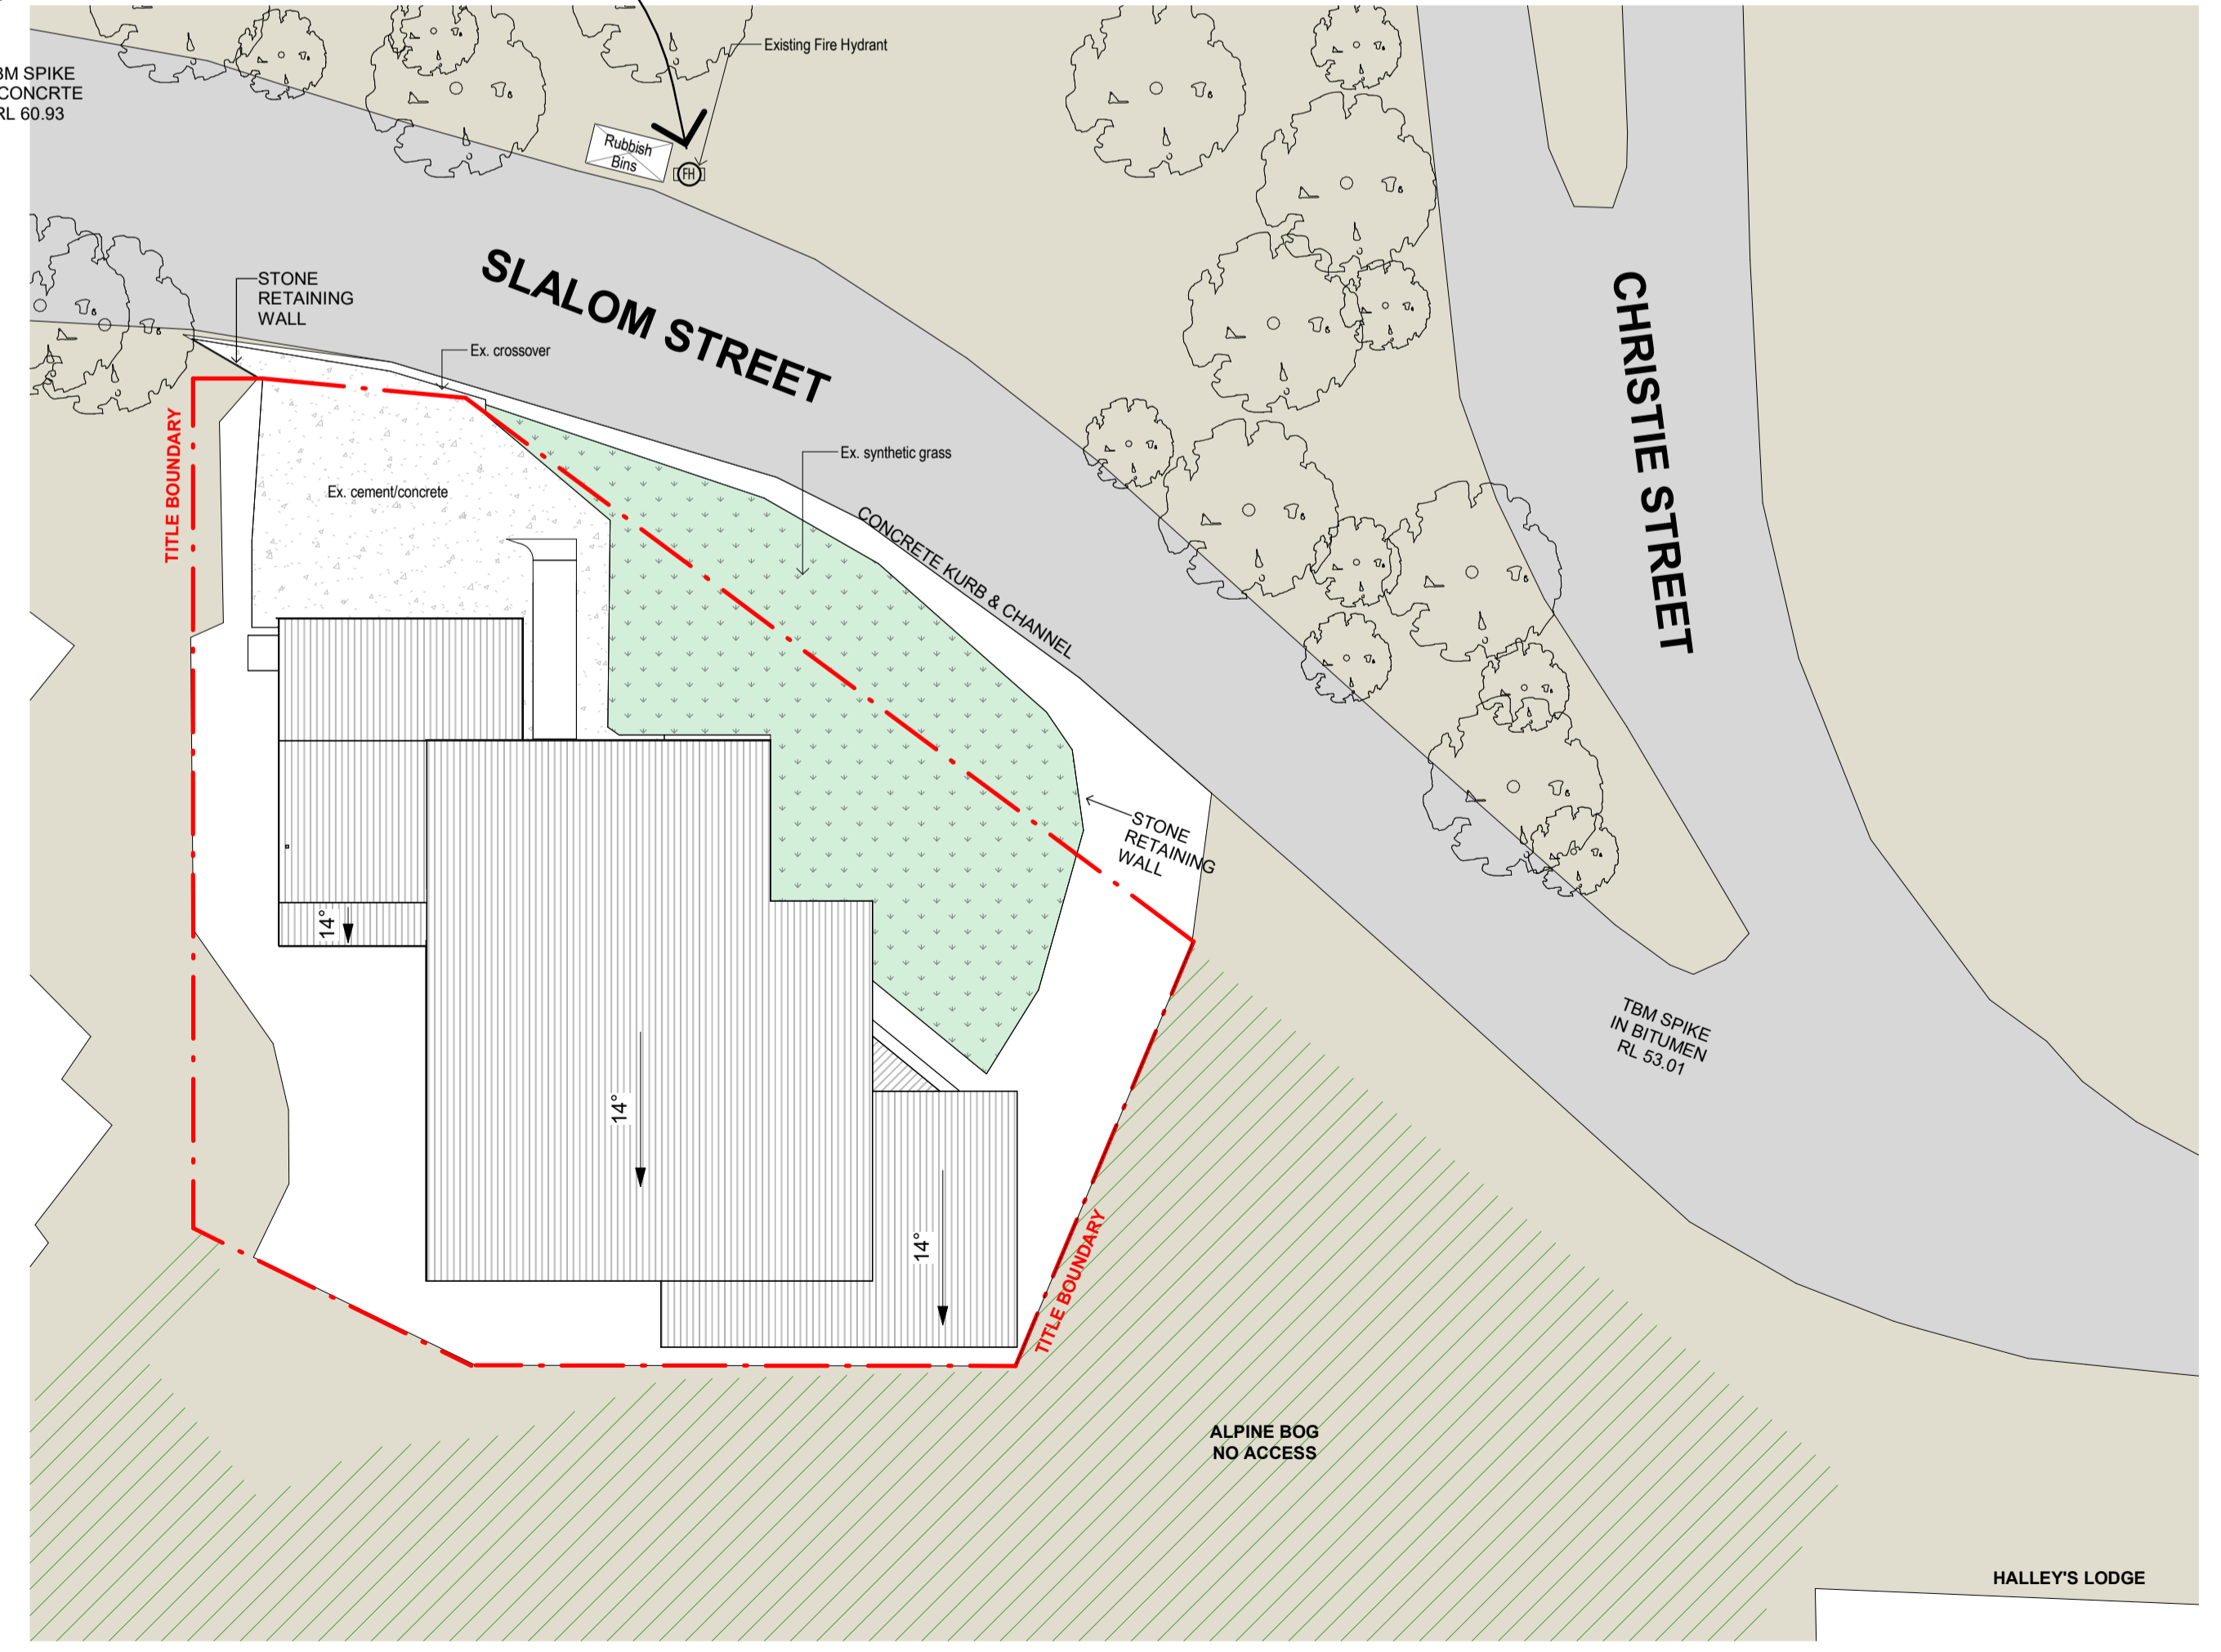 Existing Fire Hydrant
BM SPIKE
CONCRTE
RL 60.93
Rubbish
Bins
FH
STONE
RETAINING
WALL
SLALOM STREET
CHRISTIE STREET
Ex. crossover
TITLE BOUNDARY
Ex. synthetic grass
Ex. cement/concrete
CONCRETE KURB & CHANNEL
STONE
RETAINING
WALL
14°
TBM SPIKE
IN BITUMEN
RL 53.01
14°
14°
TITLE BOUNDARY
ALPINE BOG
NO ACCESS
HALLEY'S LODGE